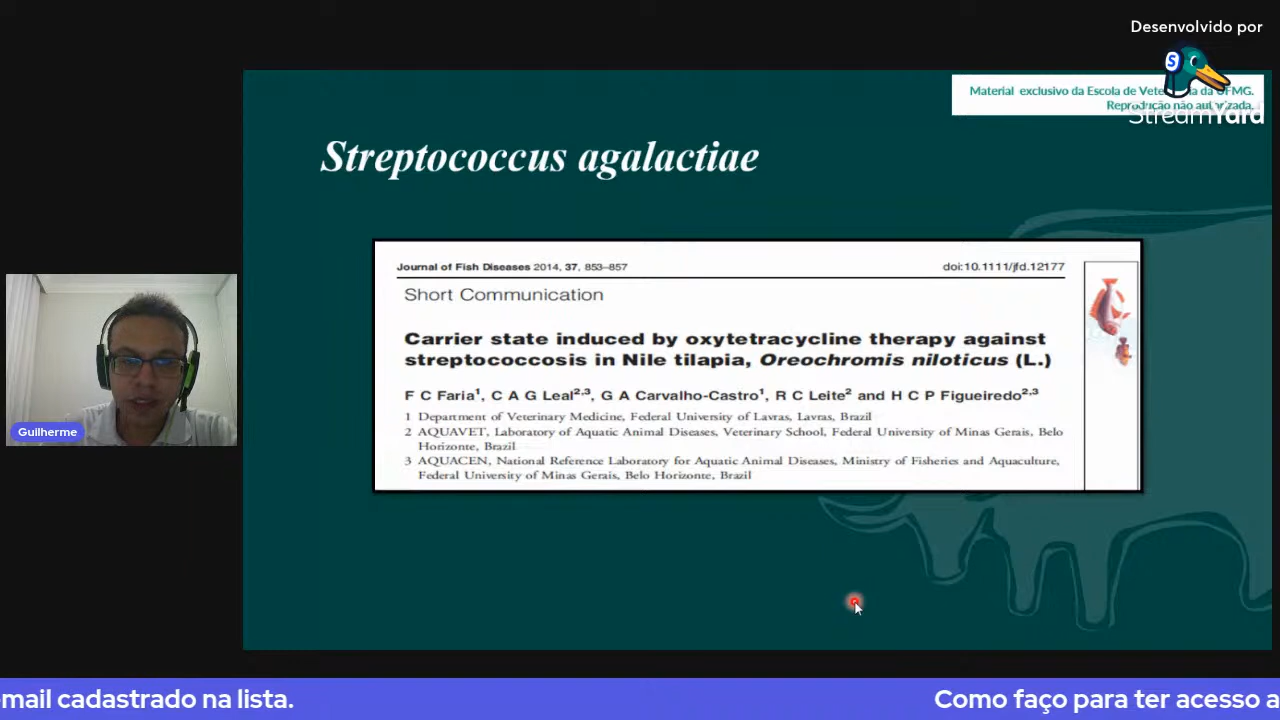 Desenvolvido por
StreamYard
Material exclusivo da Escola de Vete da UFMG.
Reprodução não autorizada.
Streptococcus agalactiae
Journal of Fish Diseases 2014, 37, 853–857
doi:10.1111/jfd.12177
Short Communication
Carrier state induced by oxytetracycline therapy against
streptococcosis in Nile tilapia, Oreochromis niloticus (L.)
F C Faria1, C A G Leal2,3, G A Carvalho-Castro1, R C Leite2 and H C P Figueiredo2,3
1 Department of Veterinary Medicine, Federal University of Lavras, Lavras, Brazil
2 AQUAVET, Laboratory of Aquatic Animal Diseases, Veterinary School, Federal University of Minas Gerais, Belo
Horizonte, Brazil
3 AQUACEN, National Reference Laboratory for Aquatic Animal Diseases, Ministry of Fisheries and Aquaculture,
Federal University of Minas Gerais, Belo Horizonte, Brazil
Guilherme
mail cadastrado na lista.
Como faço para ter acesso a